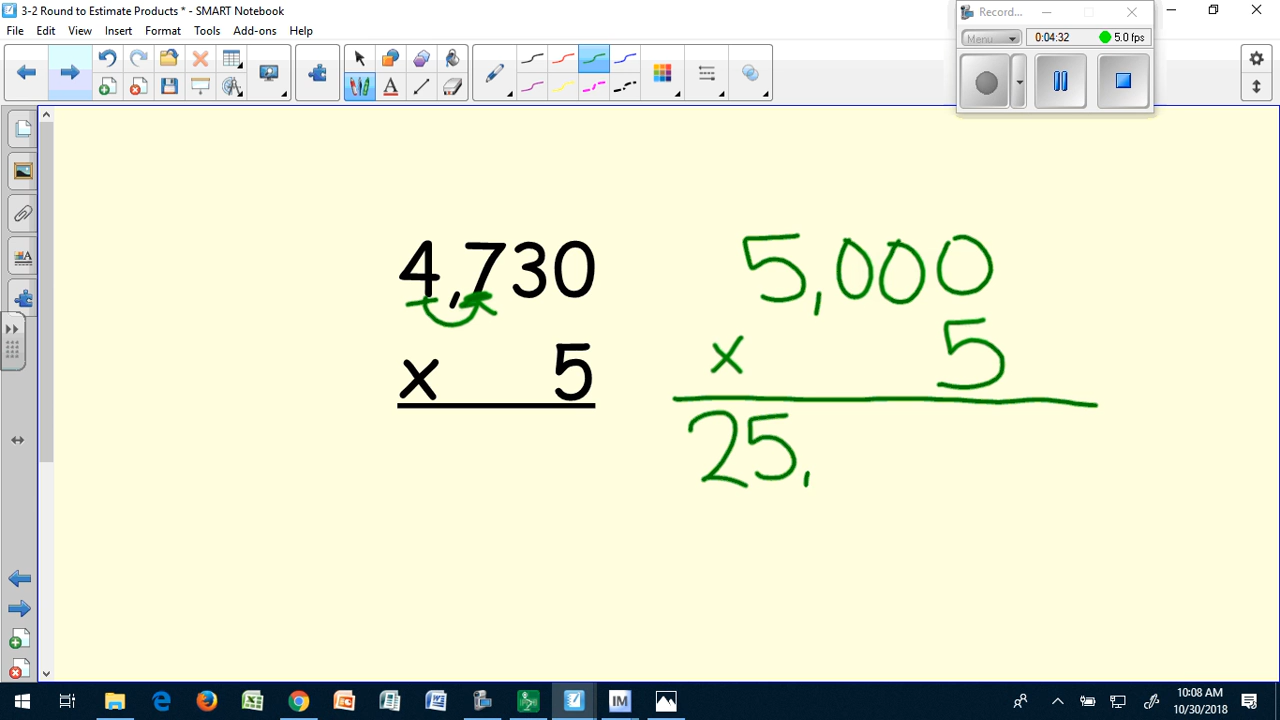 3-2 Round to Estimate Products * - SMART Notebook
File Edit View Insert Format Tools Add-ons Help
Record...
Menu 0:04:32 5.0 fps
4,730
x 5
5,000
x 5
25,
IM
10:08 AM
10/30/2018